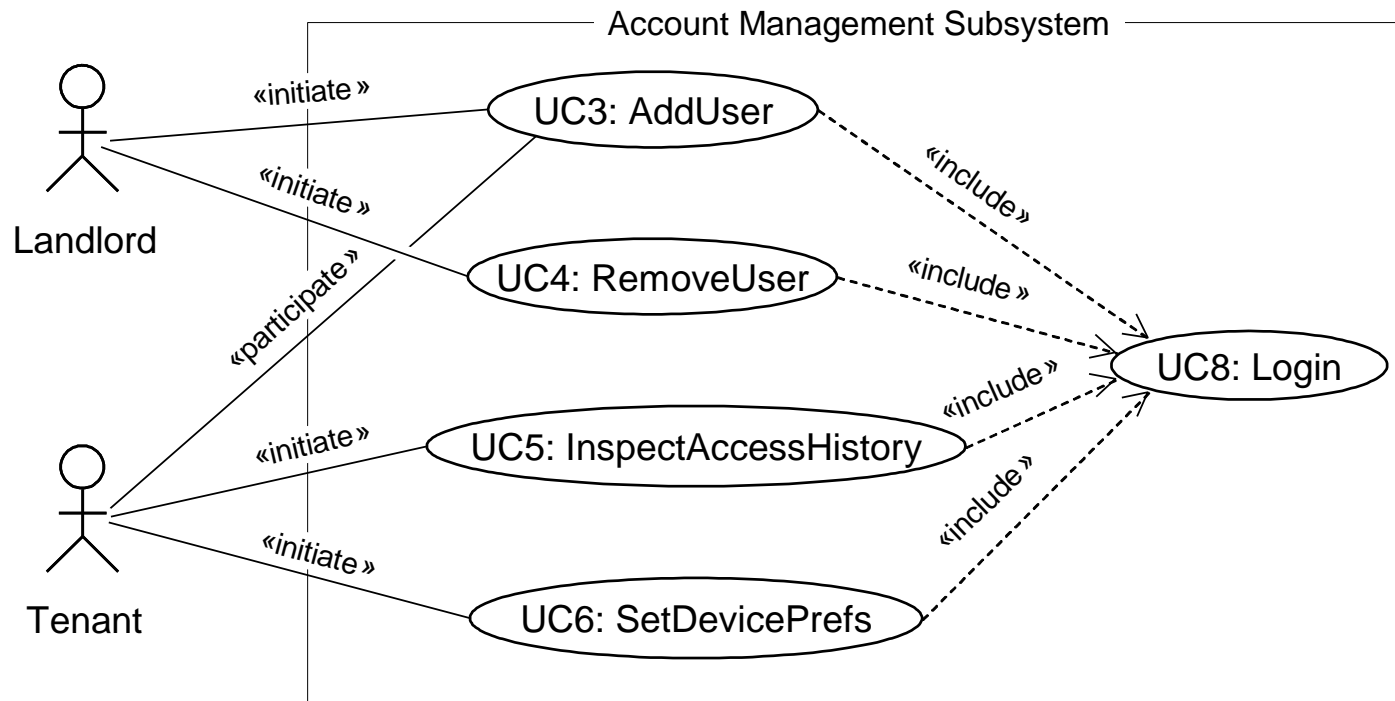 Account Management Subsystem
«initiate»
UC3: AddUser
«include»
«initiate»
Landlord
«participate»
UC4: RemoveUser
«include»
UC8: Login
«initiate»
UC5: InspectAccessHistory
«include»
«initiate»
Tenant
UC6: SetDevicePrefs
«include»